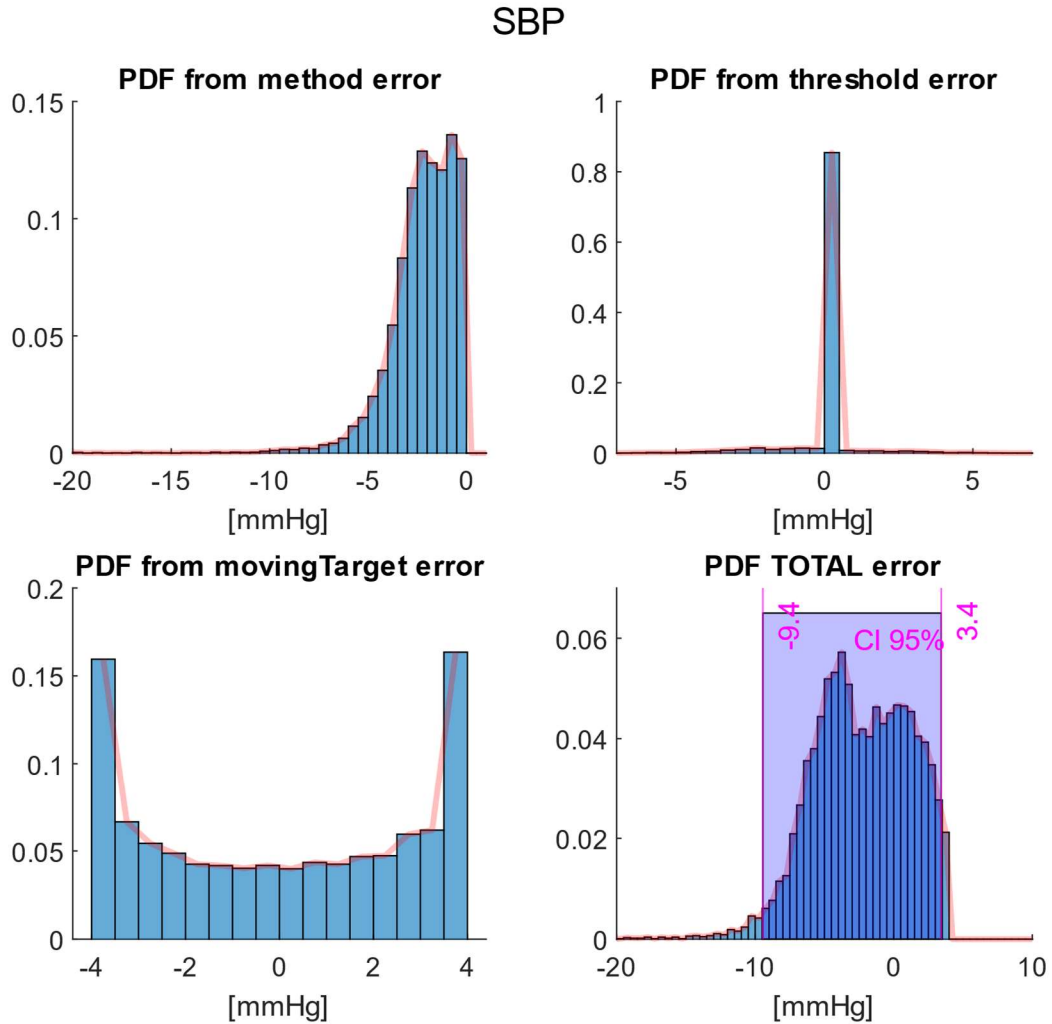 SBP
PDF from method error
0.15
0.1
0.05
0
-20 -15 -10 -5 0
[mmHg]
PDF from threshold error
1
0.8
0.6
0.4
0.2
0
-5 0 5
[mmHg]
PDF from movingTarget error
0.2
0.15
0.1
0.05
0
-4 -2 0 2 4
[mmHg]
PDF TOTAL error
-9.4
CI 95%
3.4
0.06
0.04
0.02
0
-20 -10 0 10
[mmHg]